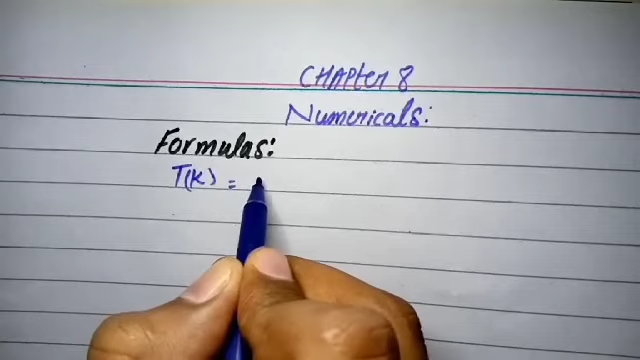 CHAPter 8
Numericals:
Formulas:
T(K) =